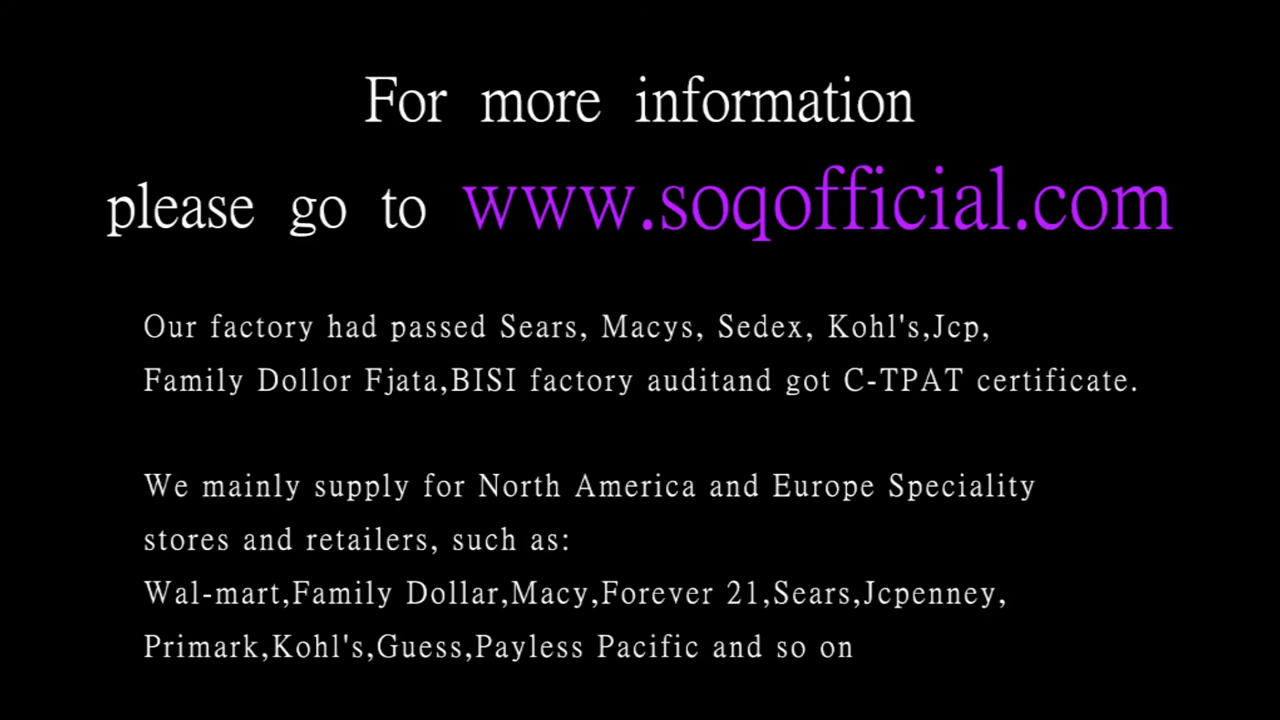 For more information
please go to www.soqofficial.com
Our factory had passed Sears, Macys, Sedex, Kohl's,Jcp,
Family Dollor Fjata,BISI factory auditand got C-TPAT certificate.
We mainly supply for North America and Europe Speciality
stores and retailers, such as:
Wal-mart,Family Dollar,Macy,Forever 21,Sears,Jcpenney,
Primark,Kohl's,Guess,Payless Pacific and so on